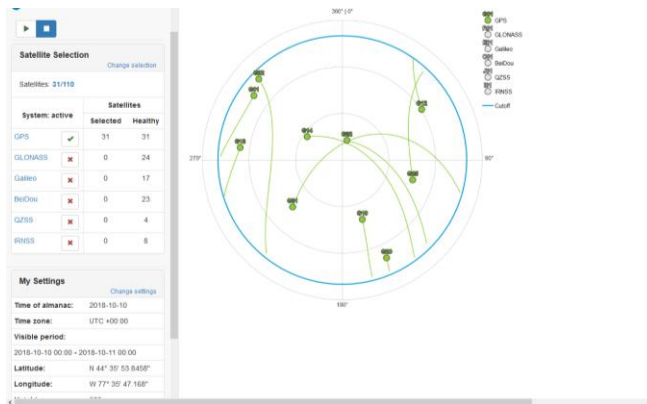 Satellite Selection
Change selection
Satellites: 31/110
System: active
Satellites
Selected Healthy
GPS 31 31
GLONASS 0 24
Galileo 0 17
BeiDou 0 23
QZSS 0 4
IRNSS 0 8
My Settings
Change settings
Time of almanac: 2018-10-10
Time zone: UTC +00:00
Visible period:
2018-10-10 00:00 - 2018-10-11 00:00
Latitude: N 44° 35' 53.8458"
Longitude: W 77° 35' 47.168"
360° | 0°
270°
90°
180°
GPS
GLONASS
Galileo
BeiDou
QZSS
IRNSS
Cutoff